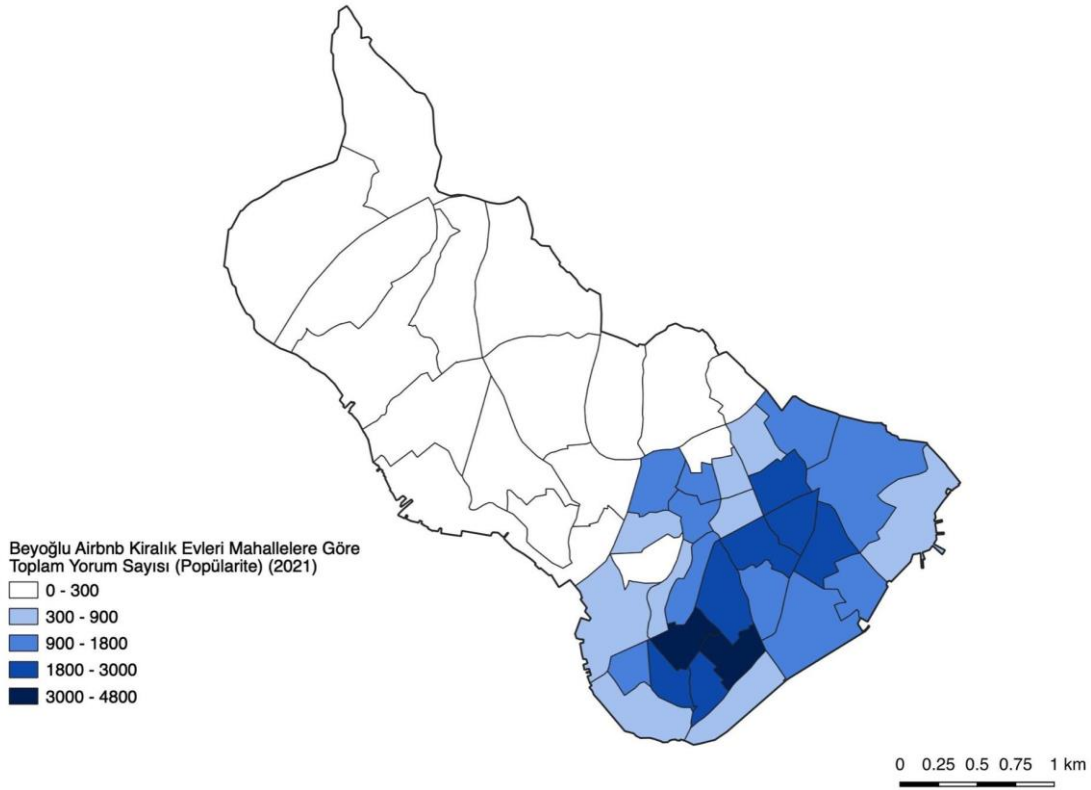 Beyoğlu Airbnb Kiralık Evleri Mahallelere Göre
Toplam Yorum Sayısı (Popülarite) (2021)
0 - 300
300 - 900
900 - 1800
1800 - 3000
3000 - 4800
0 0.25 0.5 0.75 1 km